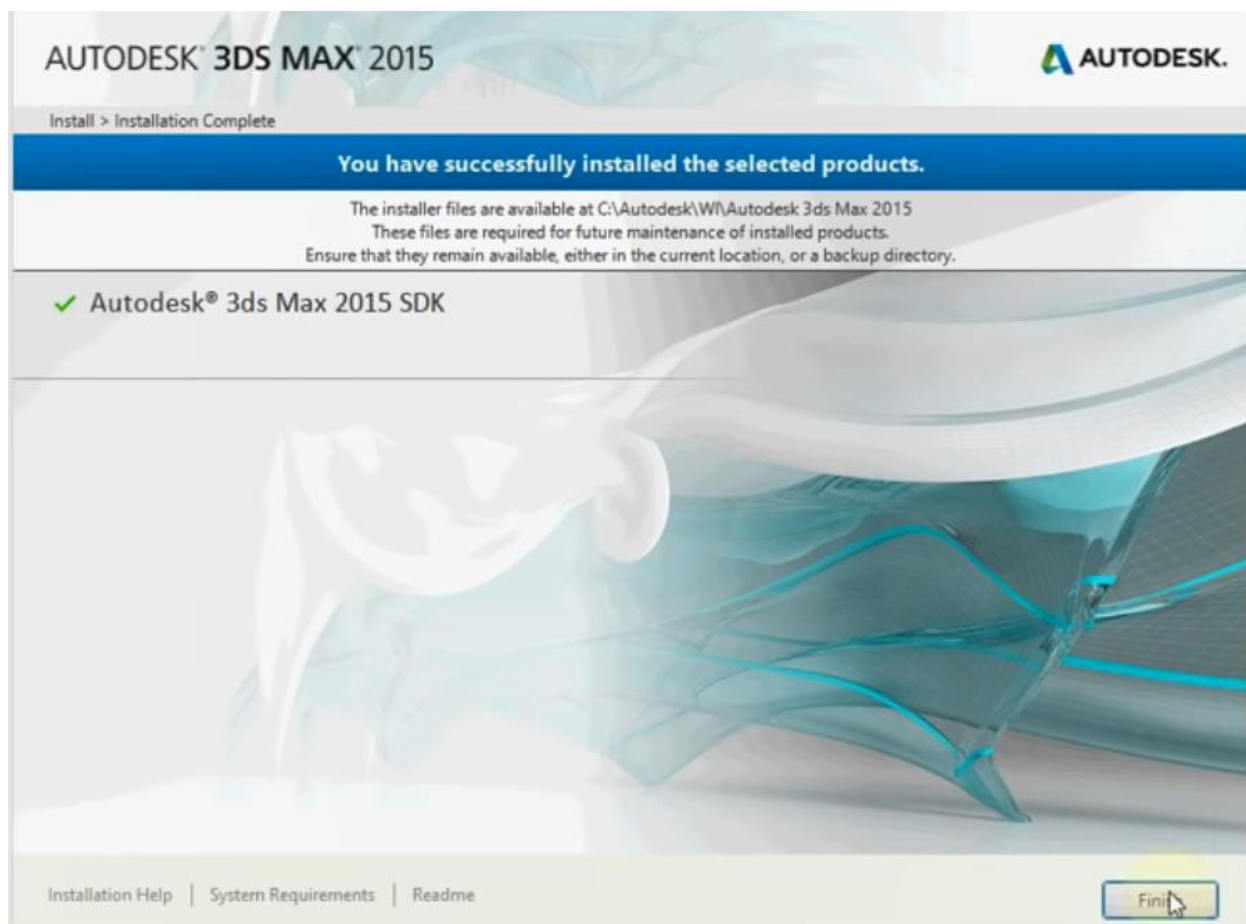 AUTODESK® 3DS MAX® 2015
AUTODESK.
Install > Installation Complete
You have successfully installed the selected products.
The installer files are available at C:\Autodesk\WI\Autodesk 3ds Max 2015
These files are required for future maintenance of installed products.
Ensure that they remain available, either in the current location, or a backup directory.
Autodesk® 3ds Max 2015 SDK
Installation Help | System Requirements | Readme
Finish